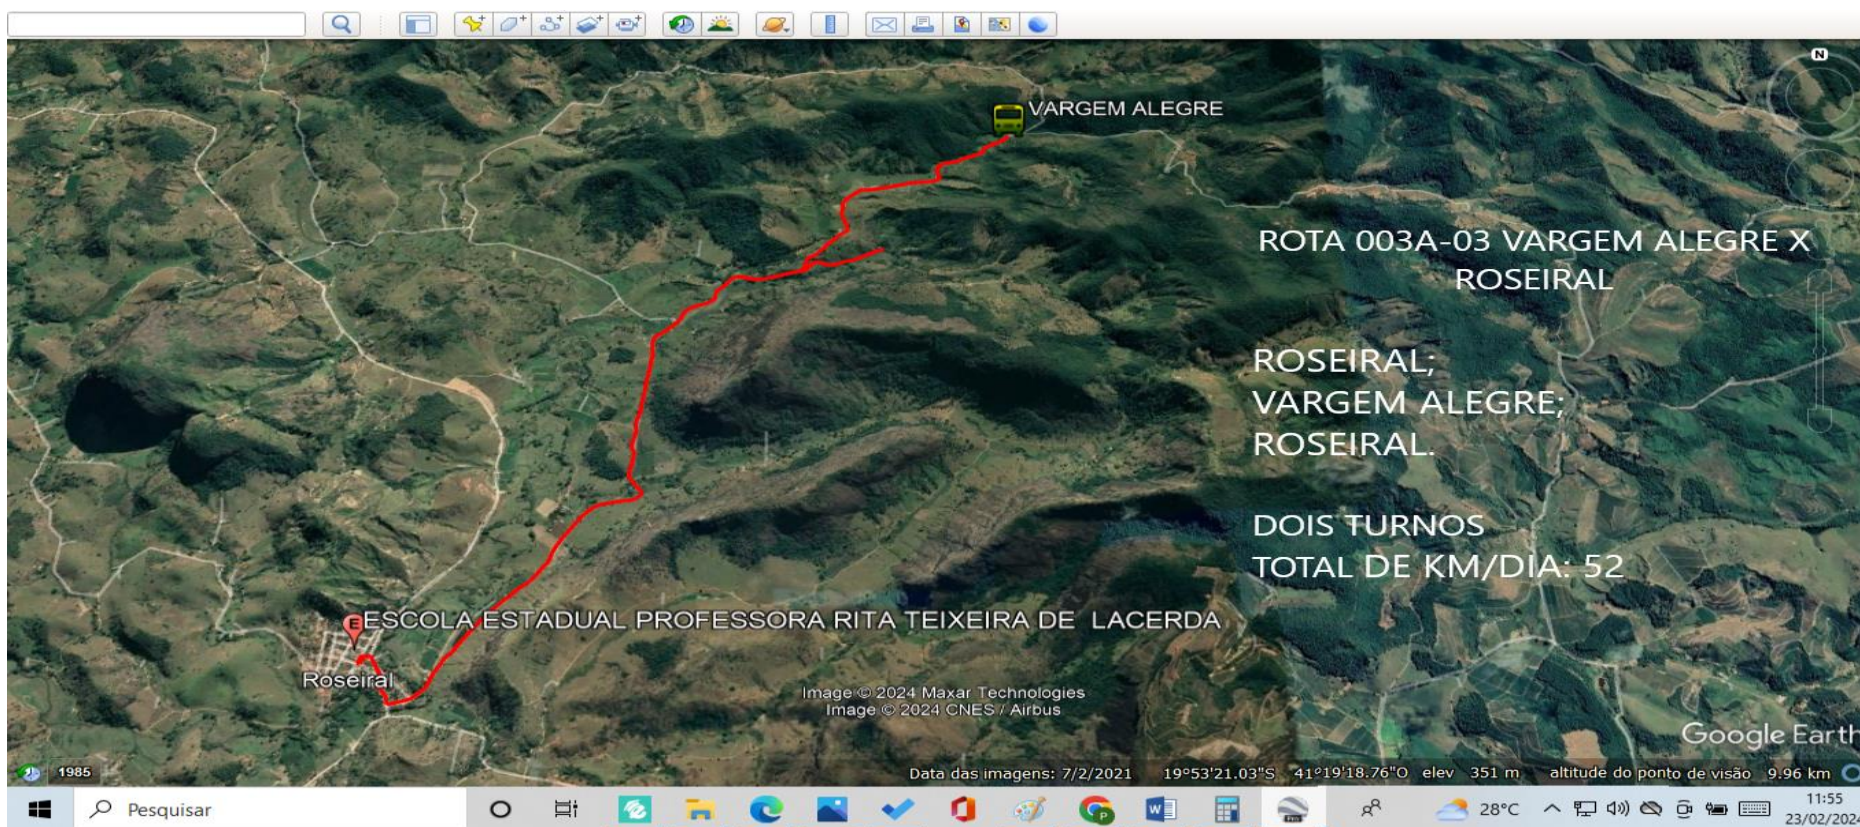 VARGEM ALEGRE
ROTA 003A-03 VARGEM ALEGRE X
ROSEIRAL
ROSEIRAL;
VARGEM ALEGRE;
ROSEIRAL.
DOIS TURNOS
TOTAL DE KM/DIA: 52
E
ESCOLA ESTADUAL PROFESSORA RITA TEIXEIRA DE LACERDA
Roseiral
Image © 2024 Maxar Technologies
Image © 2024 CNES / Airbus
Google Earth
1985
Data das imagens: 7/2/2021 19°53'21.03"S 41°19'18.76"O elev 351 m altitude do ponto de visão 9.96 km
N
Pesquisar
28°C
11:55
23/02/2024